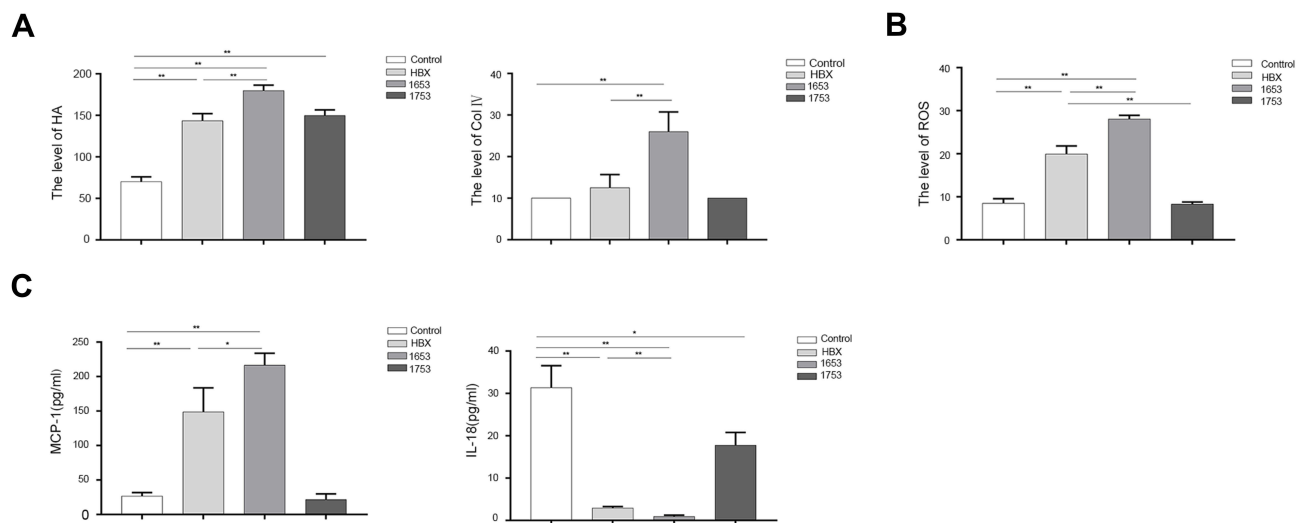 A
**
**
** **
The level of HA
200
150
100
50
0
Control
HBX
1653
1753
**
**
The level of Col IV
40
30
20
10
0
Control
HBX
1653
1753
B
**
** **
**
The level of ROS
40
30
20
10
0
Conttrol
HBX
1653
1753
C
**
** *
MCP-1(pg/ml)
250
200
150
100
50
0
Control
HBX
1653
1753
*
**
** **
IL-18(pg/ml)
40
30
20
10
0
Control
HBX
1653
1753